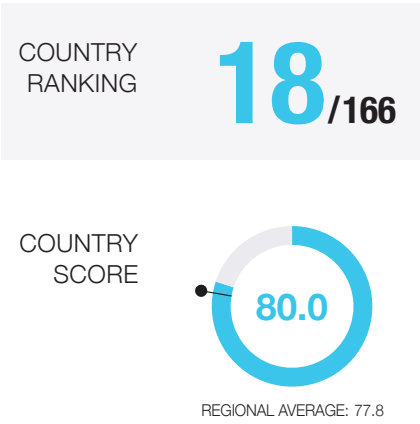 COUNTRY
RANKING
18/166
COUNTRY
SCORE
80.0
REGIONAL AVERAGE: 77.8